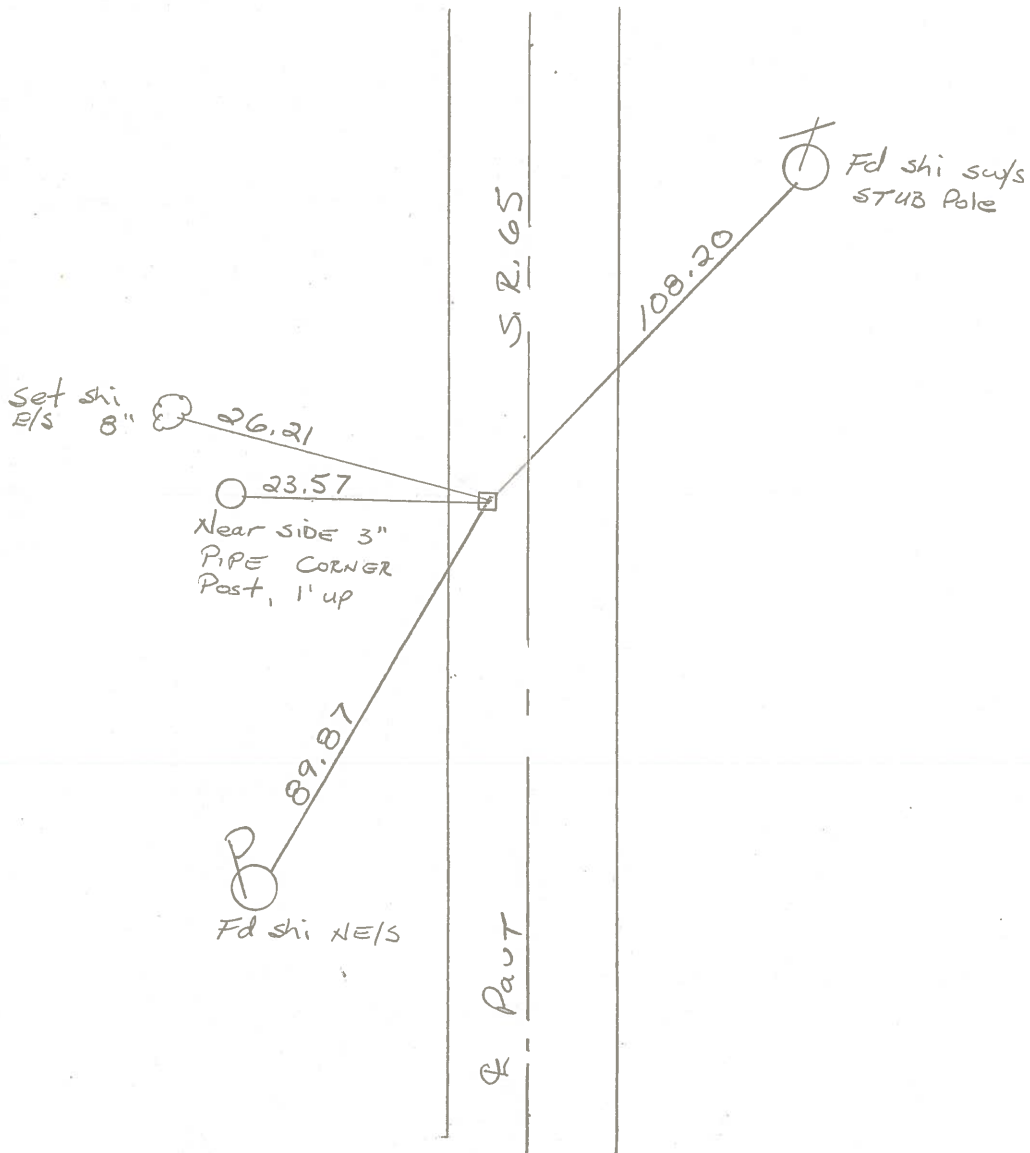 Fd shi sw/s
STUB Pole
S. R. 65
108.20
Set shi
E/S 8"
26.21
23.57
Near SIDE 3"
PIPE CORNER
Post, 1' up
89.87
P
Fd shi NE/S
℄ PavT